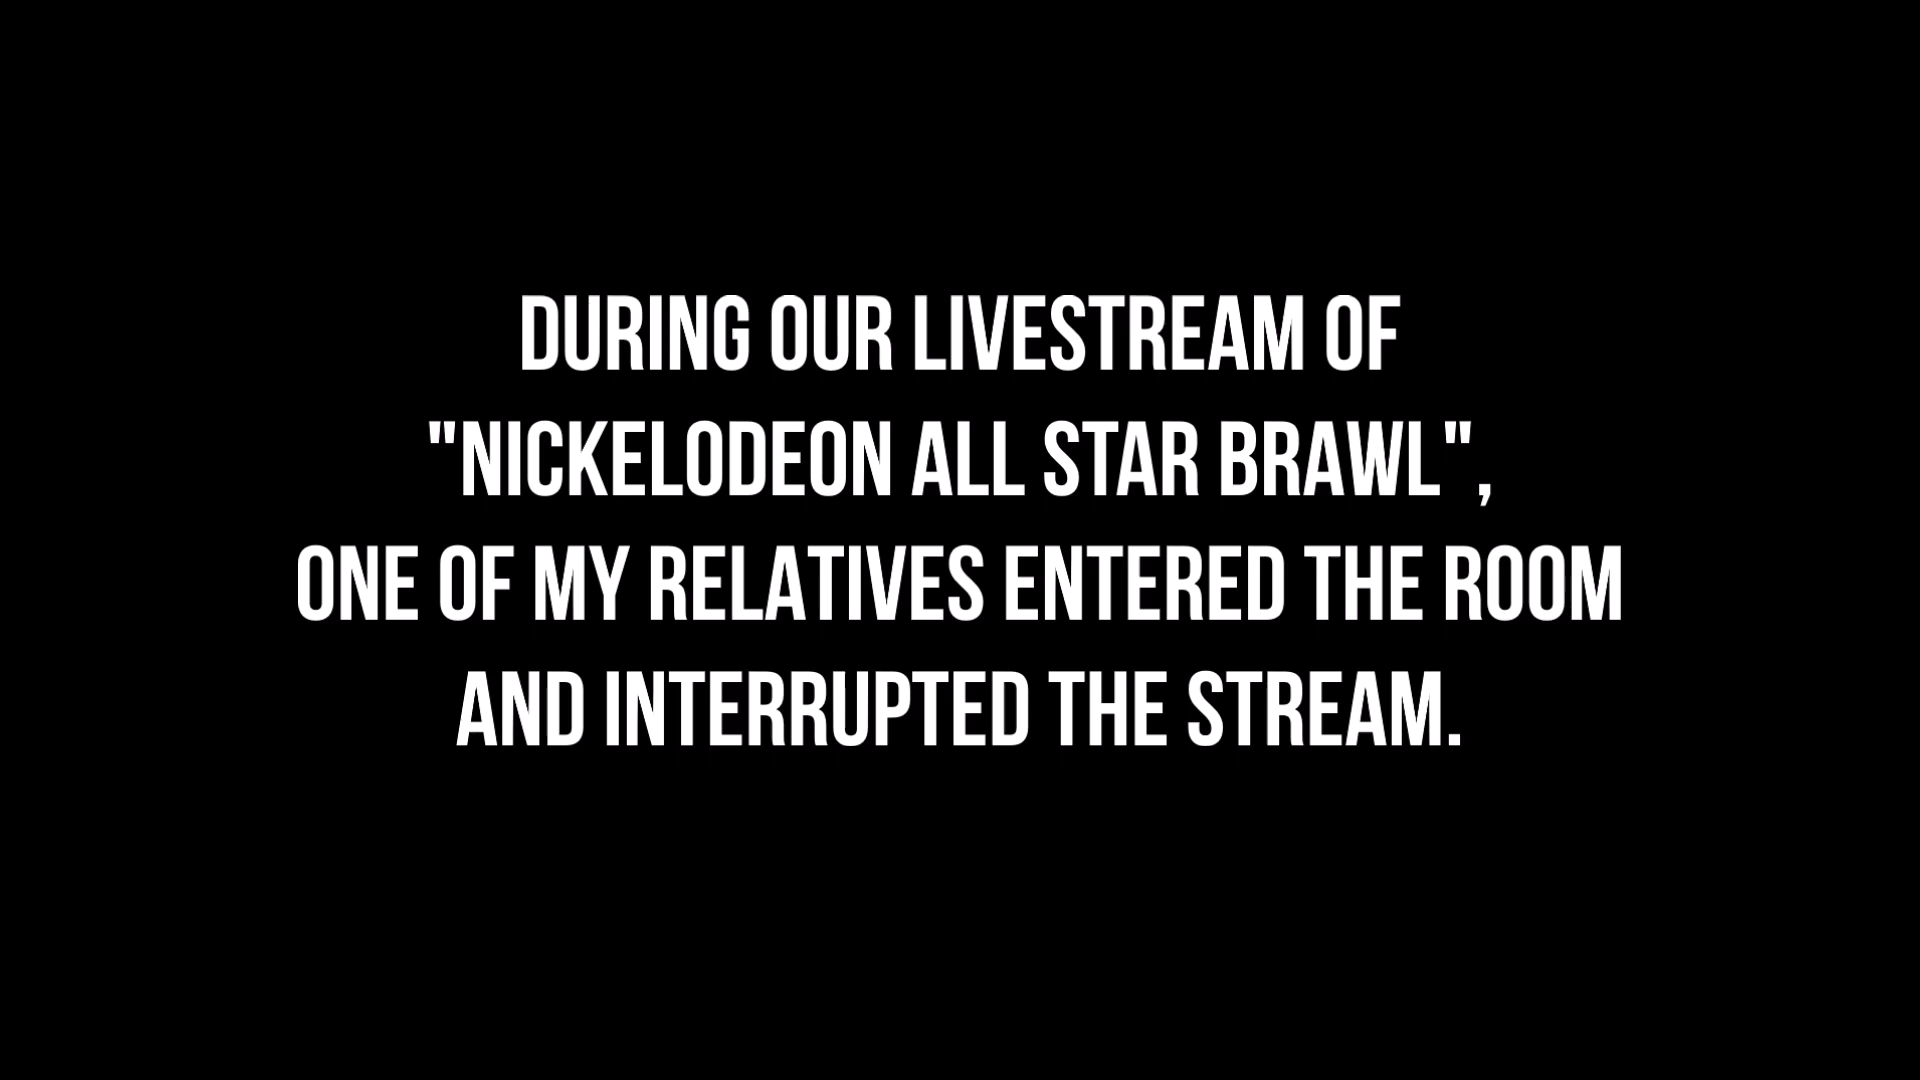 DURING OUR LIVESTREAM OF
"NICKELODEON ALL STAR BRAWL",
ONE OF MY RELATIVES ENTERED THE ROOM
AND INTERRUPTED THE STREAM.